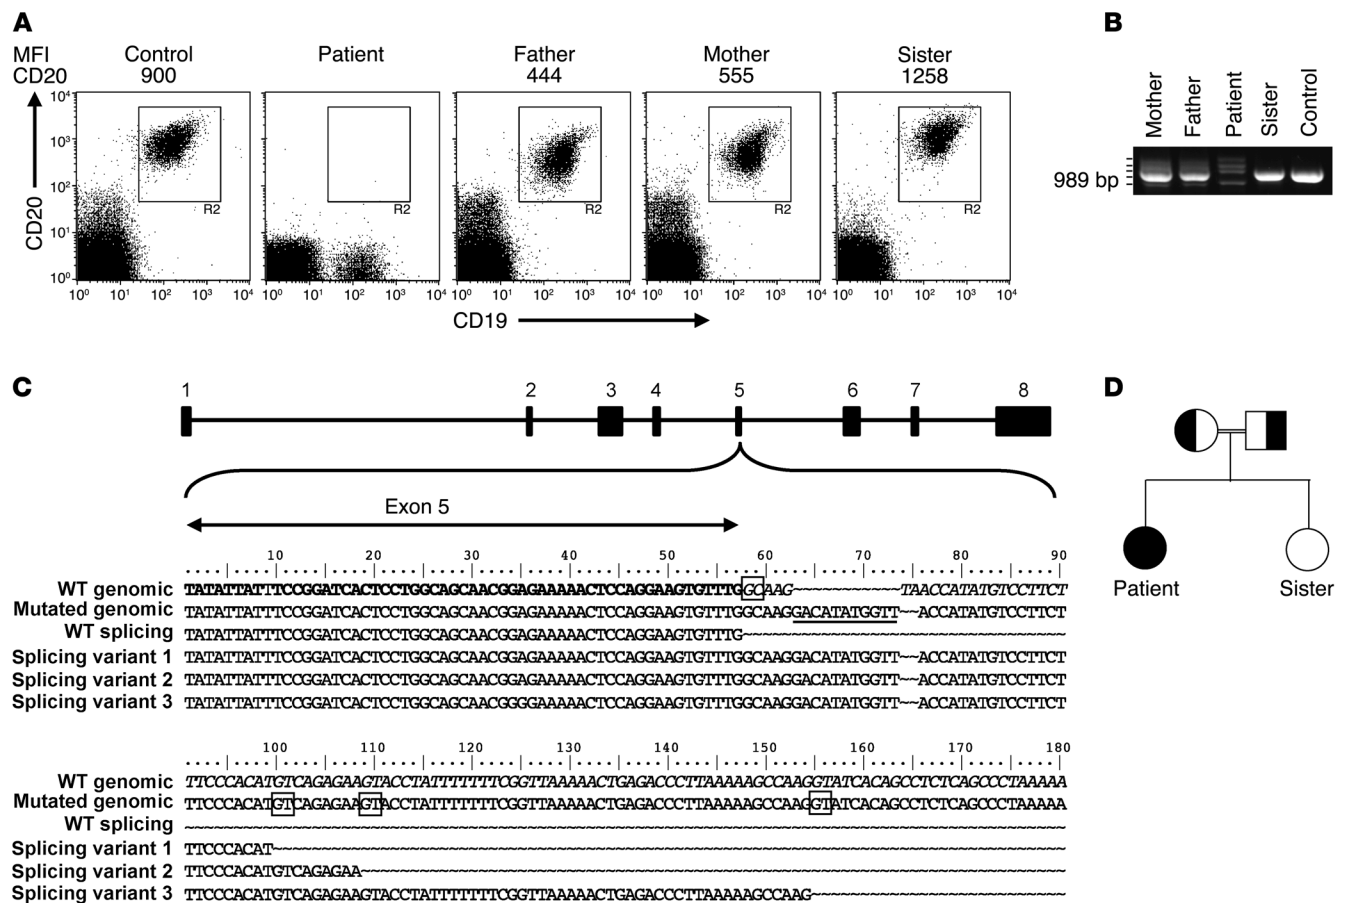 A
MFI
CD20
Control
900
Patient
Father
444
Mother
555
Sister
1258
CD20
10⁴
10³
10²
10¹
10⁰
R2
R2
R2
R2
R2
10⁰ 10¹ 10² 10³ 10⁴
10⁰ 10¹ 10² 10³ 10⁴
10⁰ 10¹ 10² 10³ 10⁴
10⁰ 10¹ 10² 10³ 10⁴
10⁰ 10¹ 10² 10³ 10⁴
CD19
B
Mother
Father
Patient
Sister
Control
989 bp
C
1 2 3 4 5 6 7 8
Exon 5
10 20 30 40 50 60 70 80 90
WT genomic TATATTATTTCCGGATCACTCCTGGCAGCAACGGAGAAAAACTCCAGGAAGTGTTTGGCAAG~~~~~~~~~~~TAACCATATGTCCTTCT
Mutated genomic TATATTATTTCCGGATCACTCCTGGCAGCAACGGAGAAAAACTCCAGGAAGTGTTTGGCAAGGACATATGGTT~~ACCATATGTCCTTCT
WT splicing TATATTATTTCCGGATCACTCCTGGCAGCAACGGAGAAAAACTCCAGGAAGTGTTTG~~~~~~~~~~~~~~~~~~~~~~~~~~~~~~~~~
Splicing variant 1 TATATTATTTCCGGATCACTCCTGGCAGCAACGGAGAAAAACTCCAGGAAGTGTTTGGCAAGGACATATGGTT~~ACCATATGTCCTTCT
Splicing variant 2 TATATTATTTCCGGATCACTCCTGGCAGCAACGGAGAAAAACTCCAGGAAGTGTTTGGCAAGGACATATGGTT~~ACCATATGTCCTTCT
Splicing variant 3 TATATTATTTCCGGATCACTCCTGGCAGCAACGGGGAAAAACTCCAGGAAGTGTTTGGCAAGGACATATGGTT~~ACCATATGTCCTTCT
100 110 120 130 140 150 160 170 180
WT genomic TTCCCACATGTCAGAGAAGTACCTATTTTTTTCGGTTAAAAACTGAGACCCTTAAAAAGCCAAGGTATCACAGCCTCTCAGCCCTAAAAA
Mutated genomic TTCCCACATGTCAGAGAAGTACCTATTTTTTTCGGTTAAAAACTGAGACCCTTAAAAAGCCAAGGTATCACAGCCTCTCAGCCCTAAAAA
WT splicing ~~~~~~~~~~~~~~~~~~~~~~~~~~~~~~~~~~~~~~~~~~~~~~~~~~~~~~~~~~~~~~~~~~~~~~~~~~~~~~~~~~~~~~~~~~
Splicing variant 1 TTCCCACAT~~~~~~~~~~~~~~~~~~~~~~~~~~~~~~~~~~~~~~~~~~~~~~~~~~~~~~~~~~~~~~~~~~~~~~~~~~~~~~~~~
Splicing variant 2 TTCCCACATGTCAGAGAA~~~~~~~~~~~~~~~~~~~~~~~~~~~~~~~~~~~~~~~~~~~~~~~~~~~~~~~~~~~~~~~~~~~~~~~~
Splicing variant 3 TTCCCACATGTCAGAGAAGTACCTATTTTTTTCGGTTAAAAACTGAGACCCTTAAAAAGCCAAG~~~~~~~~~~~~~~~~~~~~~~~~~~
D
Patient
Sister